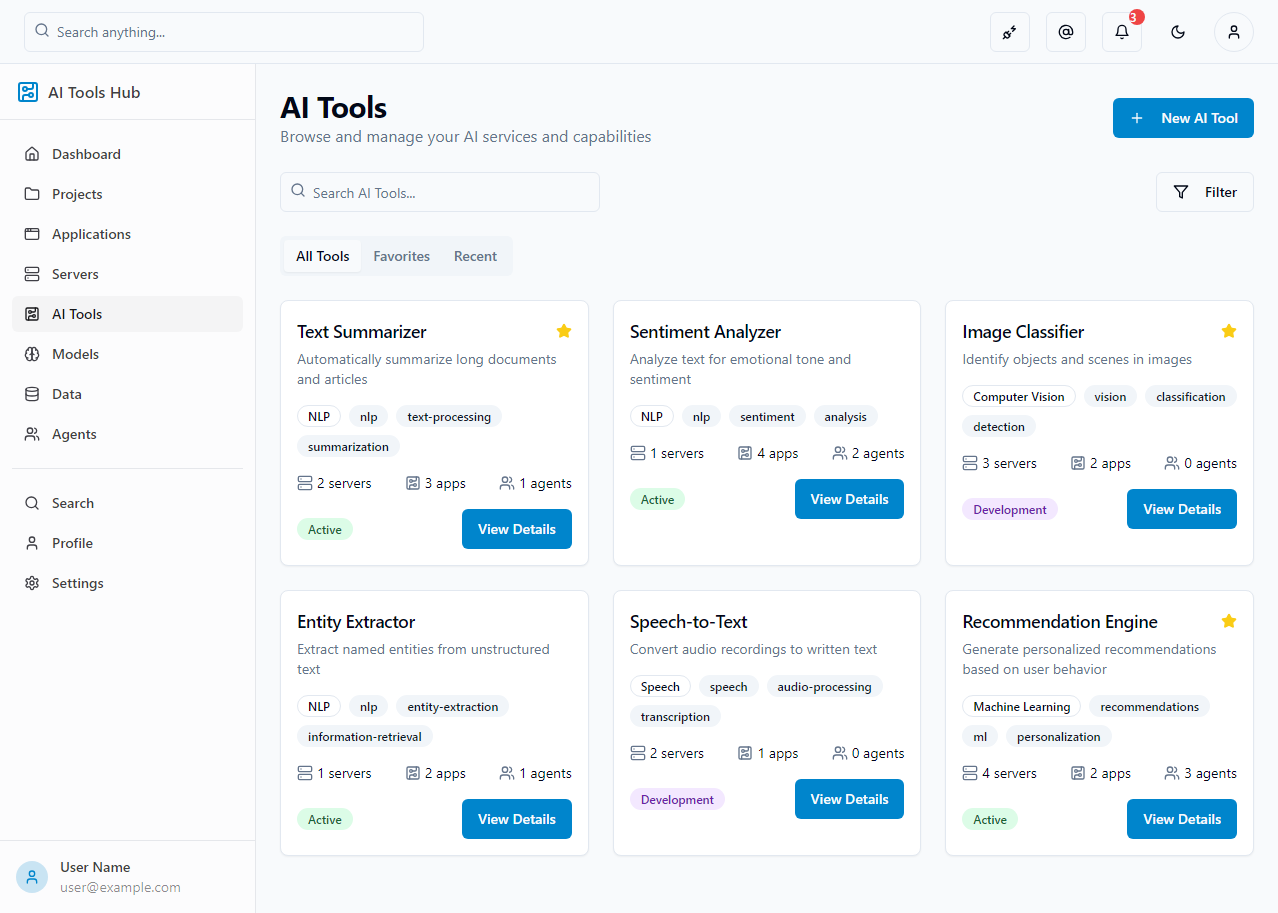 Search anything...
3
AI Tools Hub
Dashboard
Projects
Applications
Servers
AI Tools
Models
Data
Agents
Search
Profile
Settings
User Name
user@example.com
AI Tools
Browse and manage your AI services and capabilities
New AI Tool
Search AI Tools...
Filter
All Tools Favorites Recent
Text Summarizer
Automatically summarize long documents
and articles
NLP nlp text-processing
summarization
2 servers 3 apps 1 agents
Active View Details
Sentiment Analyzer
Analyze text for emotional tone and
sentiment
NLP nlp sentiment analysis
1 servers 4 apps 2 agents
Active View Details
Image Classifier
Identify objects and scenes in images
Computer Vision vision classification
detection
3 servers 2 apps 0 agents
Development View Details
Entity Extractor
Extract named entities from unstructured
text
NLP nlp entity-extraction
information-retrieval
1 servers 2 apps 1 agents
Active View Details
Speech-to-Text
Convert audio recordings to written text
Speech speech audio-processing
transcription
2 servers 1 apps 0 agents
Development View Details
Recommendation Engine
Generate personalized recommendations
based on user behavior
Machine Learning recommendations
ml personalization
4 servers 2 apps 3 agents
Active View Details